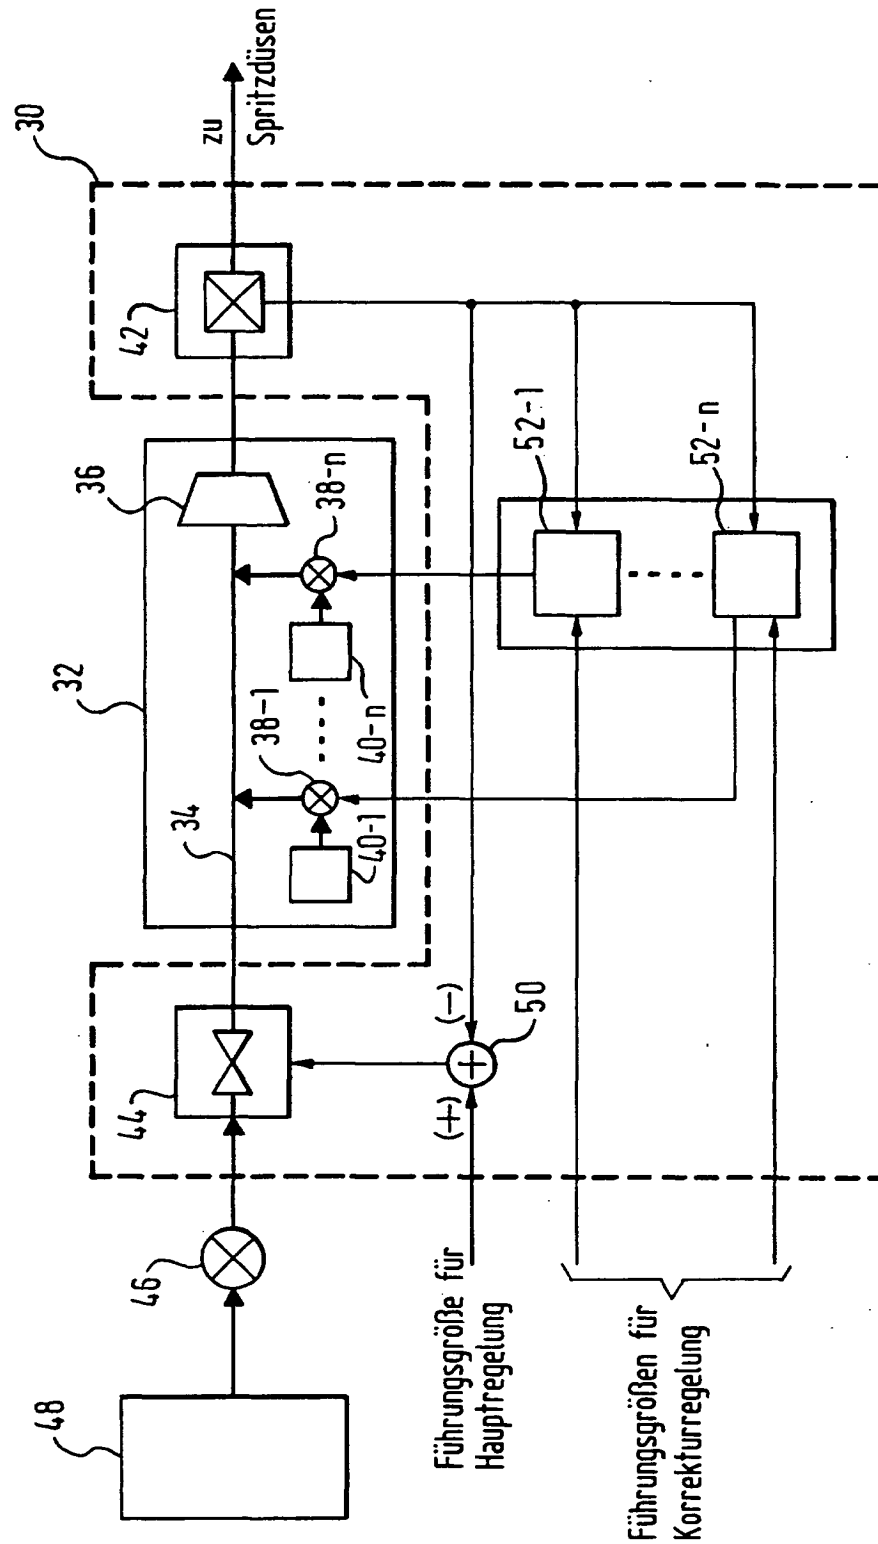 30
zu
Spritzdüsen
42
36
38-n
32
38-1
40-n
34
40-1
52-1
52-n
44
(-)
(+)
50
46
48
Führungsgröße für
Hauptregelung
Führungsgrößen für
Korrekturregelung